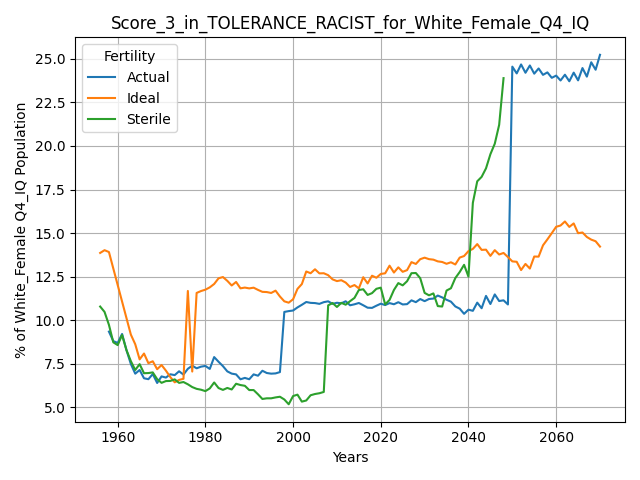 Score_3_in_TOLERANCE_RACIST_for_White_Female_Q4_IQ
Fertility
Actual
Ideal
Sterile
% of White_Female Q4_IQ Population
25.0
22.5
20.0
17.5
15.0
12.5
10.0
7.5
5.0
1960 1980 2000 2020 2040 2060
Years